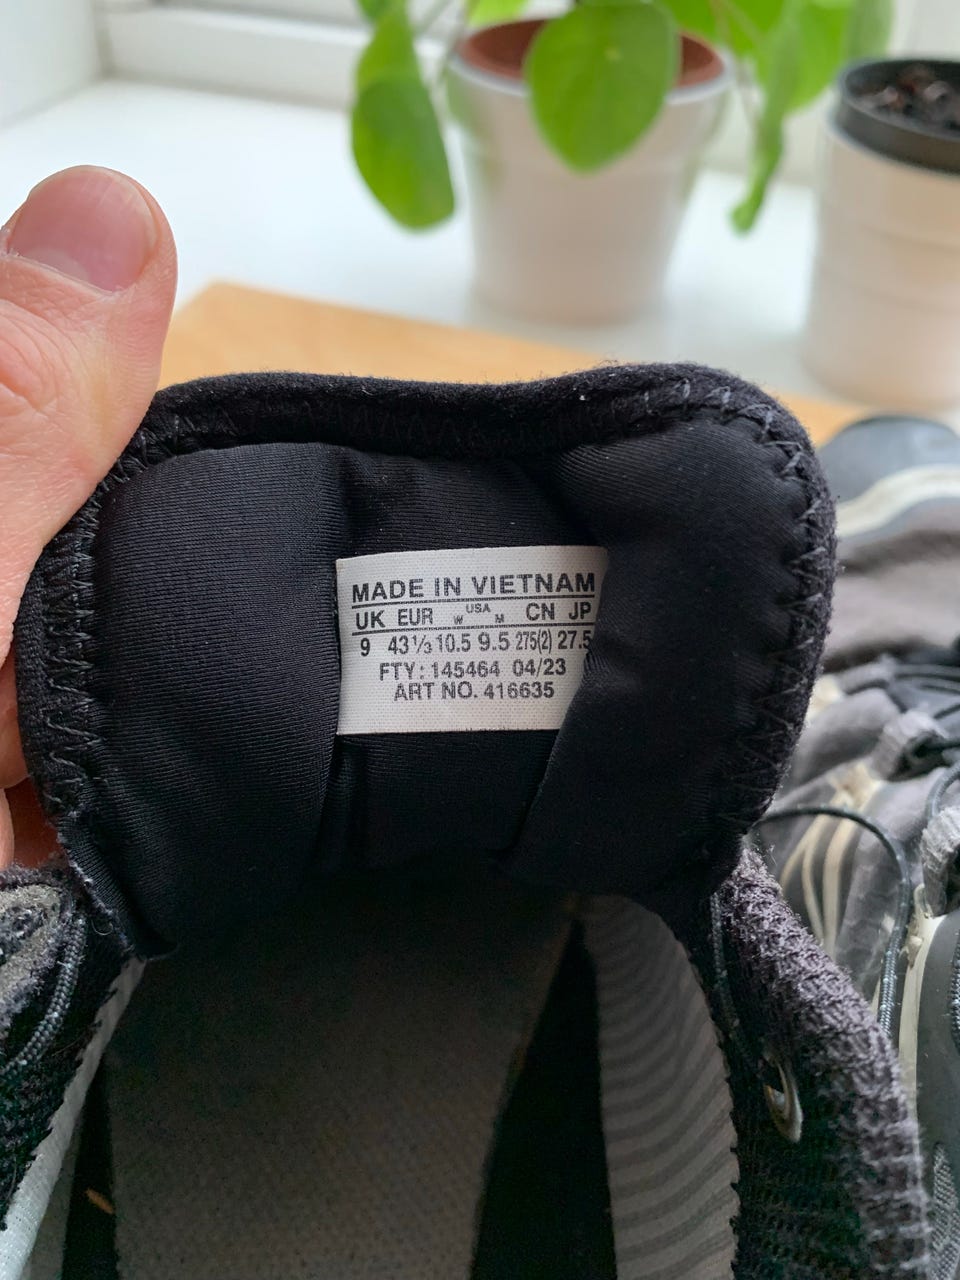 MADE IN VIETNAM
UK EUR W USA M CN JP
9 43⅓ 10.5 9.5 275(2) 27.5
FTY: 145464 04/23
ART NO. 416635